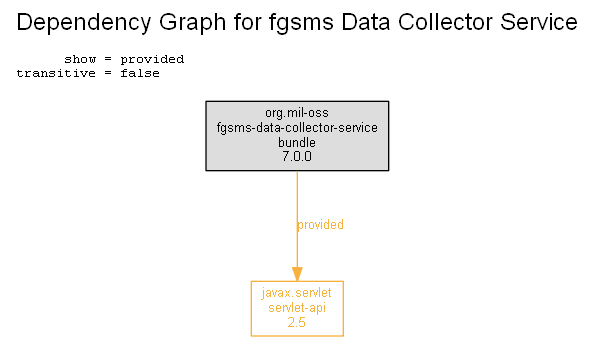 Dependency Graph for fgsms Data Collector Service
show = provided
transitive = false
org.mil-oss
fgsms-data-collector-service
bundle
7.0.0
provided
javax.servlet
servlet-api
2.5